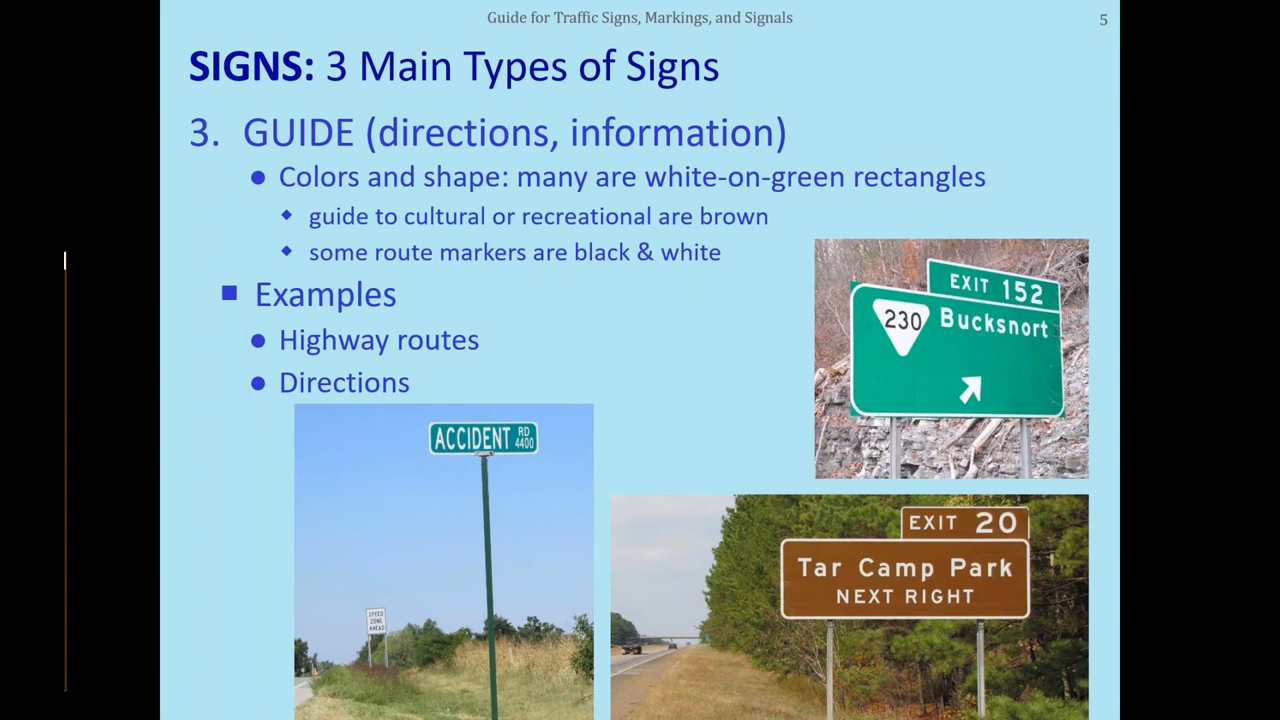 Guide for Traffic Signs, Markings, and Signals
5
SIGNS: 3 Main Types of Signs
3. GUIDE (directions, information)
Colors and shape: many are white-on-green rectangles
guide to cultural or recreational are brown
some route markers are black & white
Examples
Highway routes
Directions
EXIT 152
230 Bucksnort
ACCIDENT RD 4400
SPEED
ZONE
AHEAD
EXIT 20
Tar Camp Park
NEXT RIGHT